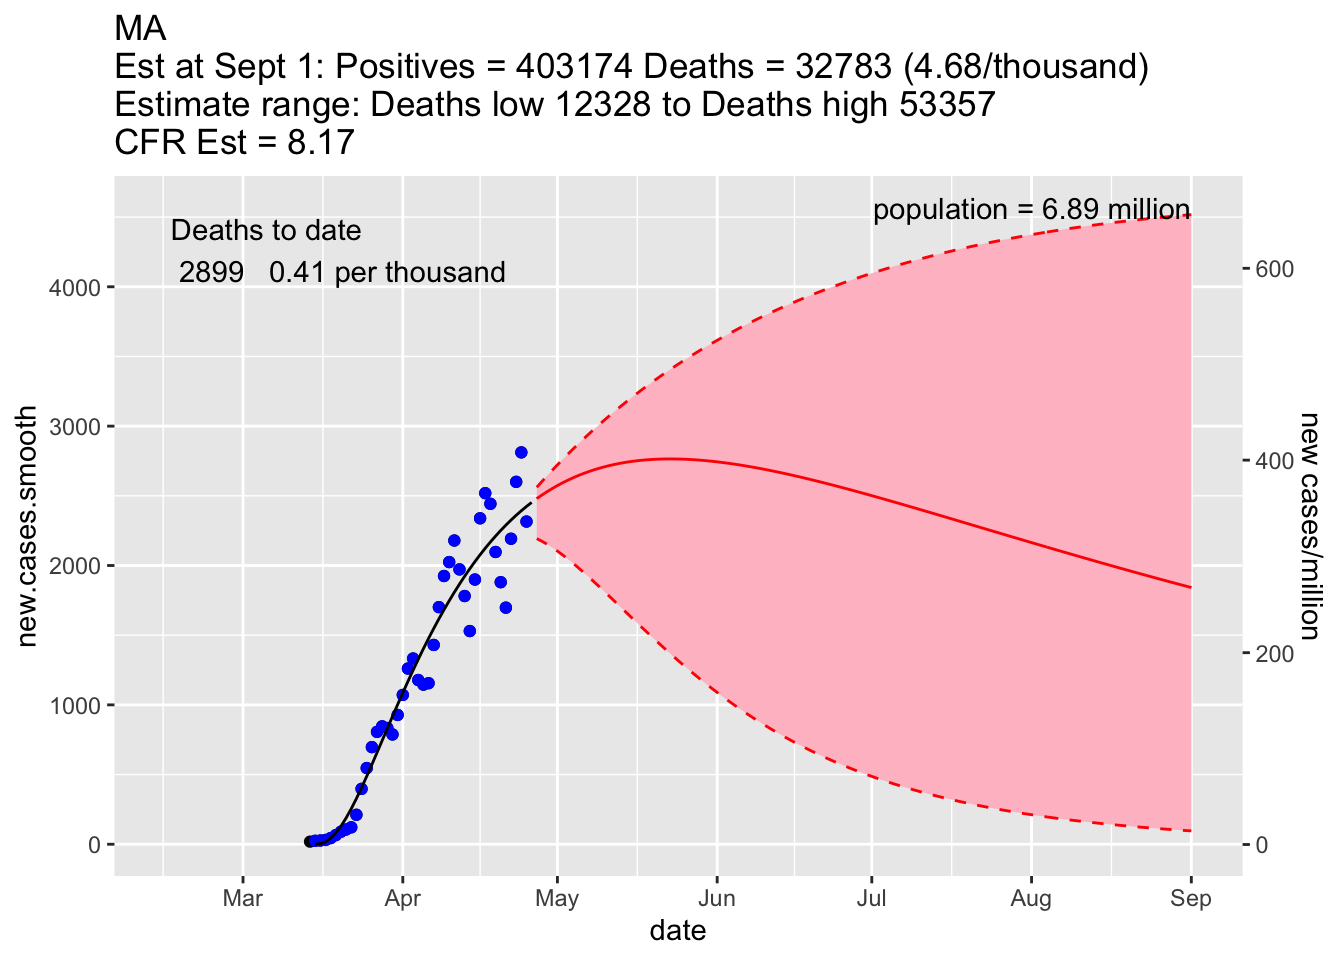 MA
Est at Sept 1: Positives = 403174 Deaths = 32783 (4.68/thousand)
Estimate range: Deaths low 12328 to Deaths high 53357
CFR Est = 8.17
population = 6.89 million
Deaths to date
2899 0.41 per thousand
4000
3000
2000
1000
0
new.cases.smooth
600
400
200
0
new cases/million
Mar Apr May Jun Jul Aug Sep
date